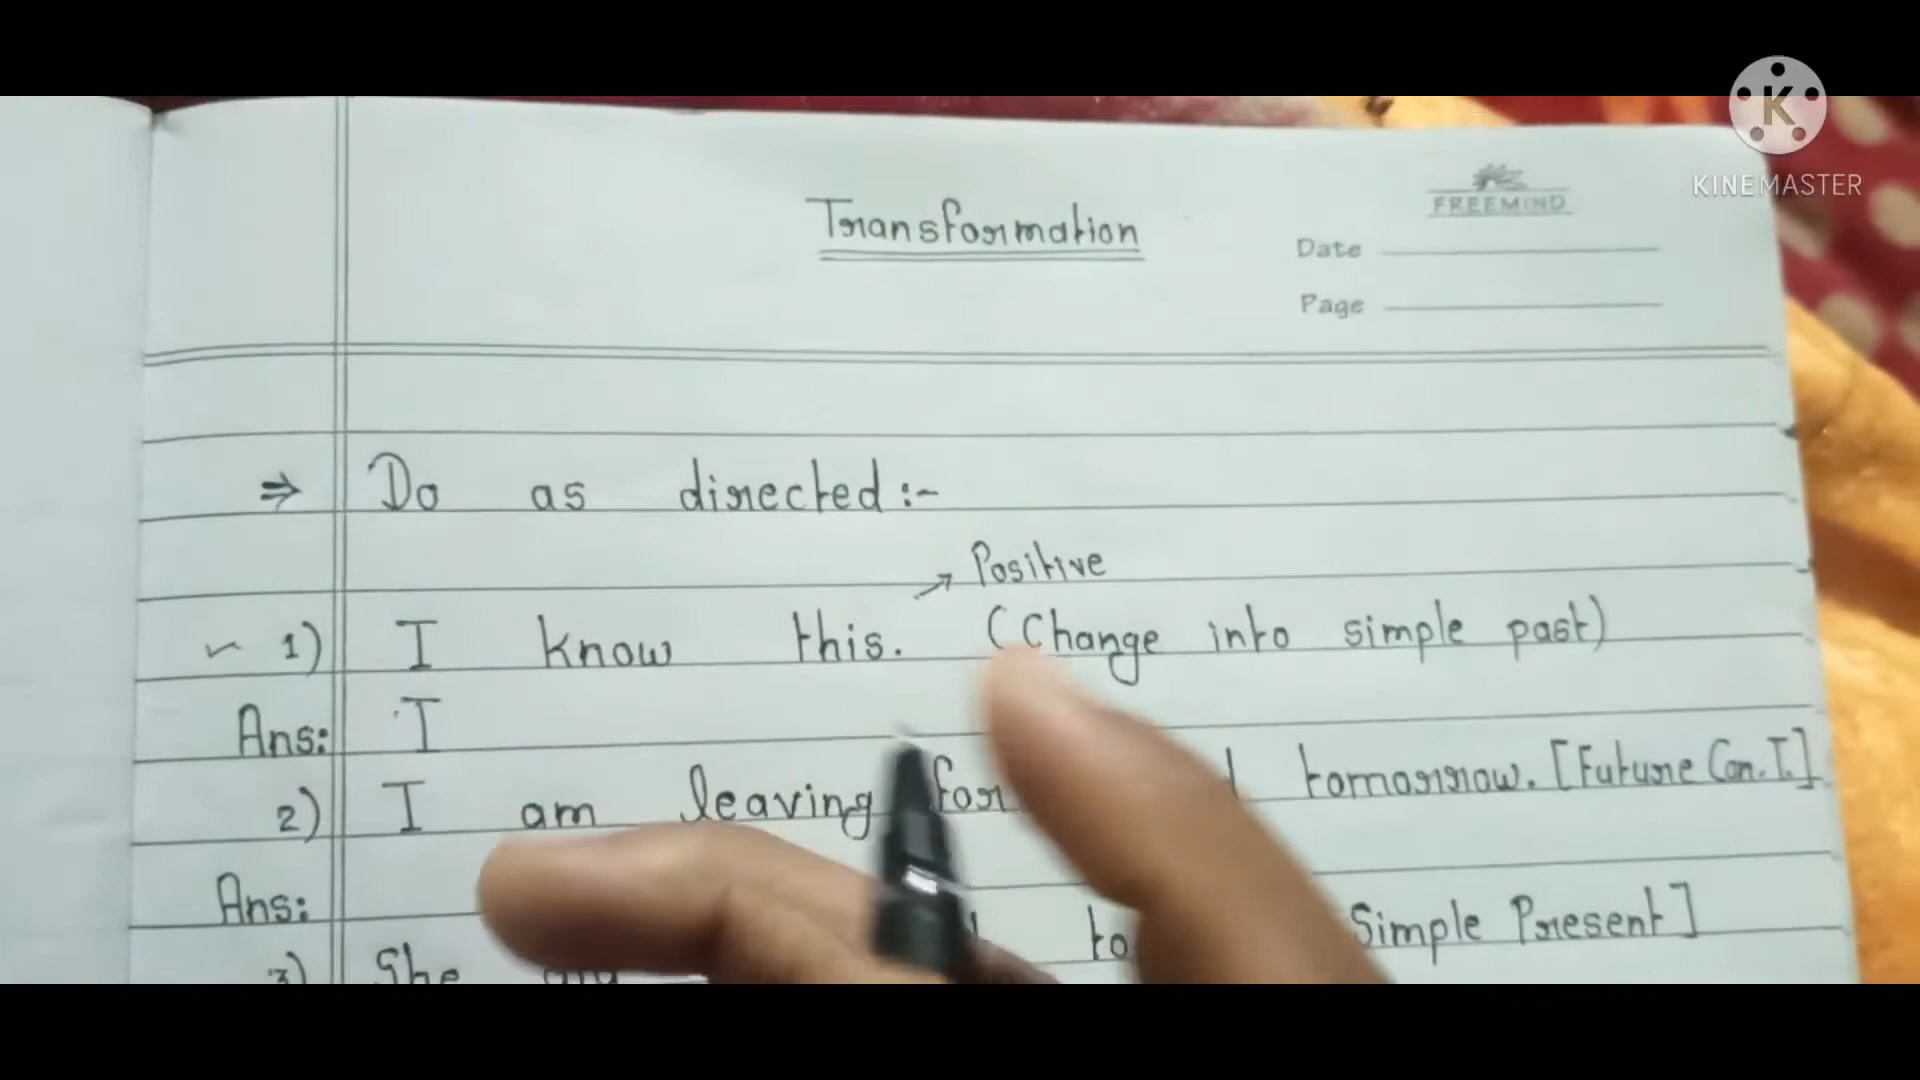 KINEMASTER
FREEMIND
Transformation
Date
Page
⇒ Do as directed:-
→ Positive
✓ 1) I know this. (Change into simple past)
Ans: I
2) I am leaving for tomorrow. [Future Con. T.]
Ans:
3) She to Simple Present]